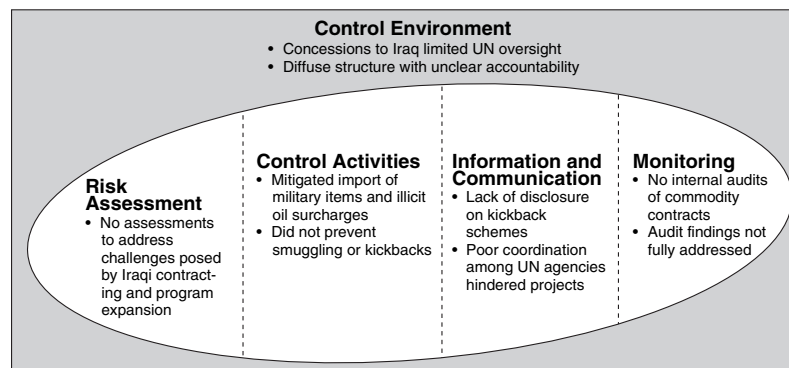 Control Environment
• Concessions to Iraq limited UN oversight
• Diffuse structure with unclear accountability
Risk
Assessment
• No assessments
to address
challenges posed
by Iraqi contract-
ing and program
expansion
Control Activities
• Mitigated import of
military items and illicit
oil surcharges
• Did not prevent
smuggling or kickbacks
Information and
Communication
• Lack of disclosure
on kickback
schemes
• Poor coordination
among UN agencies
hindered projects
Monitoring
• No internal audits
of commodity
contracts
• Audit findings not
fully addressed